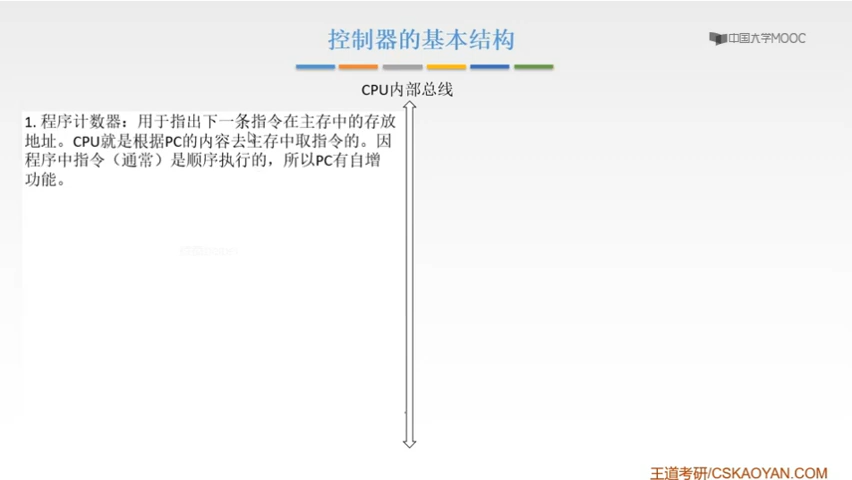 控制器的基本结构
中国大学MOOC
CPU内部总线
1. 程序计数器：用于指出下一条指令在主存中的存放
地址。CPU就是根据PC的内容去主存中取指令的。因
程序中指令（通常）是顺序执行的，所以PC有自增
功能。
王道考研/CSKAOYAN.COM